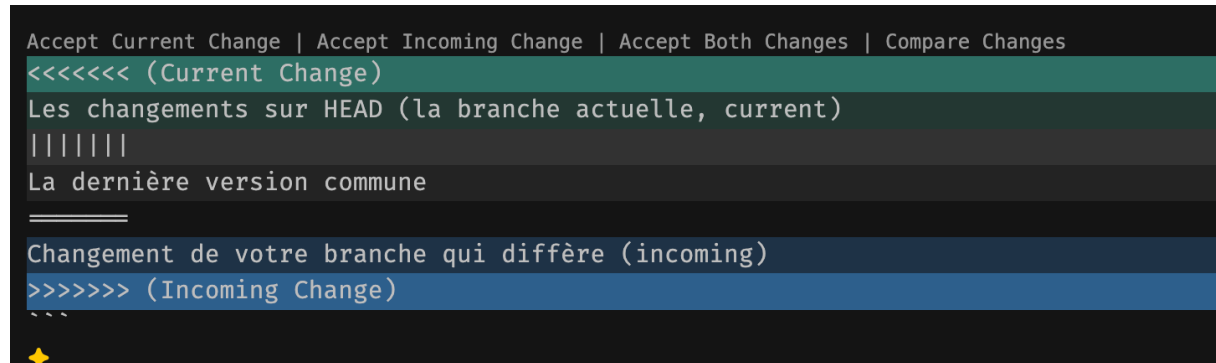 Accept Current Change | Accept Incoming Change | Accept Both Changes | Compare Changes
<<<<<<< (Current Change)
Les changements sur HEAD (la branche actuelle, current)
|||||||
La dernière version commune
=======
Changement de votre branche qui diffère (incoming)
>>>>>>> (Incoming Change)
```